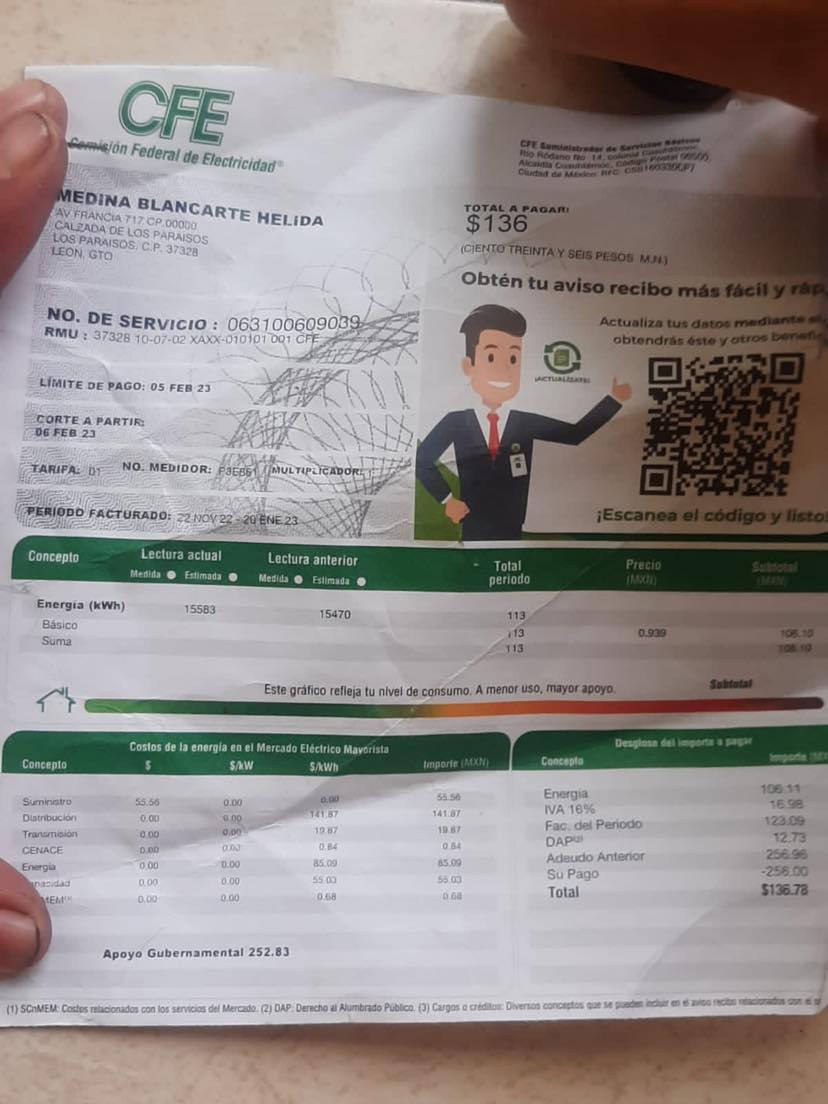 CFE
Comisión Federal de Electricidad®
CFE Suministrador de Servicios Básicos
Río Ródano No. 14, colonia Cuauhtémoc,
Alcaldía Cuauhtémoc, Código Postal 06500,
Ciudad de México. RFC:
MEDINA BLANCARTE HELIDA
AV FRANCIA 717 CP.00000
CALZADA DE LOS PARAISOS
LOS PARAISOS, C.P. 37328
LEON, GTO
TOTAL A PAGAR:
$136
(CIENTO TREINTA Y SEIS PESOS M.N.)
NO. DE SERVICIO : 063100609039
RMU : 37328 10-07-02 XAXX-010101 001 CFE
LÍMITE DE PAGO: 05 FEB 23
CORTE A PARTIR:
06 FEB 23
TARIFA: 01 NO. MEDIDOR: MULTIPLICADOR:
PERIODO FACTURADO: 22 NOV 22 - 20 ENE 23
Obtén tu aviso recibo más fácil y ráp
Actualiza tus datos mediante
obtendrás éste y otros benefi
¡ACTUALÍZATE!
¡Escanea el código y listo
Concepto Lectura actual Lectura anterior Total periodo Precio (MXN) Subtotal (MXN)
Medida Estimada Medida Estimada
Energía (kWh) 15583 15470 113
Básico 113 0.939 106.10
Suma 113 106.10
Este gráfico refleja tu nivel de consumo. A menor uso, mayor apoyo.
Subtotal
Costos de la energía en el Mercado Eléctrico Mayorista
Concepto $ $/kW $/kWh Importe (MXN)
Suministro 55.56 0.00 0.00 55.56
Distribución 0.00 0.00 141.87 141.87
Transmisión 0.00 0.00 19.87 19.87
CENACE 0.00 0.00 0.84 0.84
Energía 0.00 0.00 85.09 85.09
pacidad 0.00 0.00 55.03 55.03
MEM⁽¹⁾ 0.00 0.00 0.68 0.68
Apoyo Gubernamental 252.83
Desglose del importe a pagar
Concepto Importe (MX
Energía 106.11
IVA 16% 16.98
Fac. del Periodo 123.09
DAP⁽²⁾ 12.73
Adeudo Anterior 256.96
Su Pago -256.00
Total $136.78
(1) SCnMEM: Costos relacionados con los servicios del Mercado. (2) DAP: Derecho al Alumbrado Público. (3) Cargos o créditos: Diversos conceptos que se pueden incluir en el aviso recibo relacionados con el